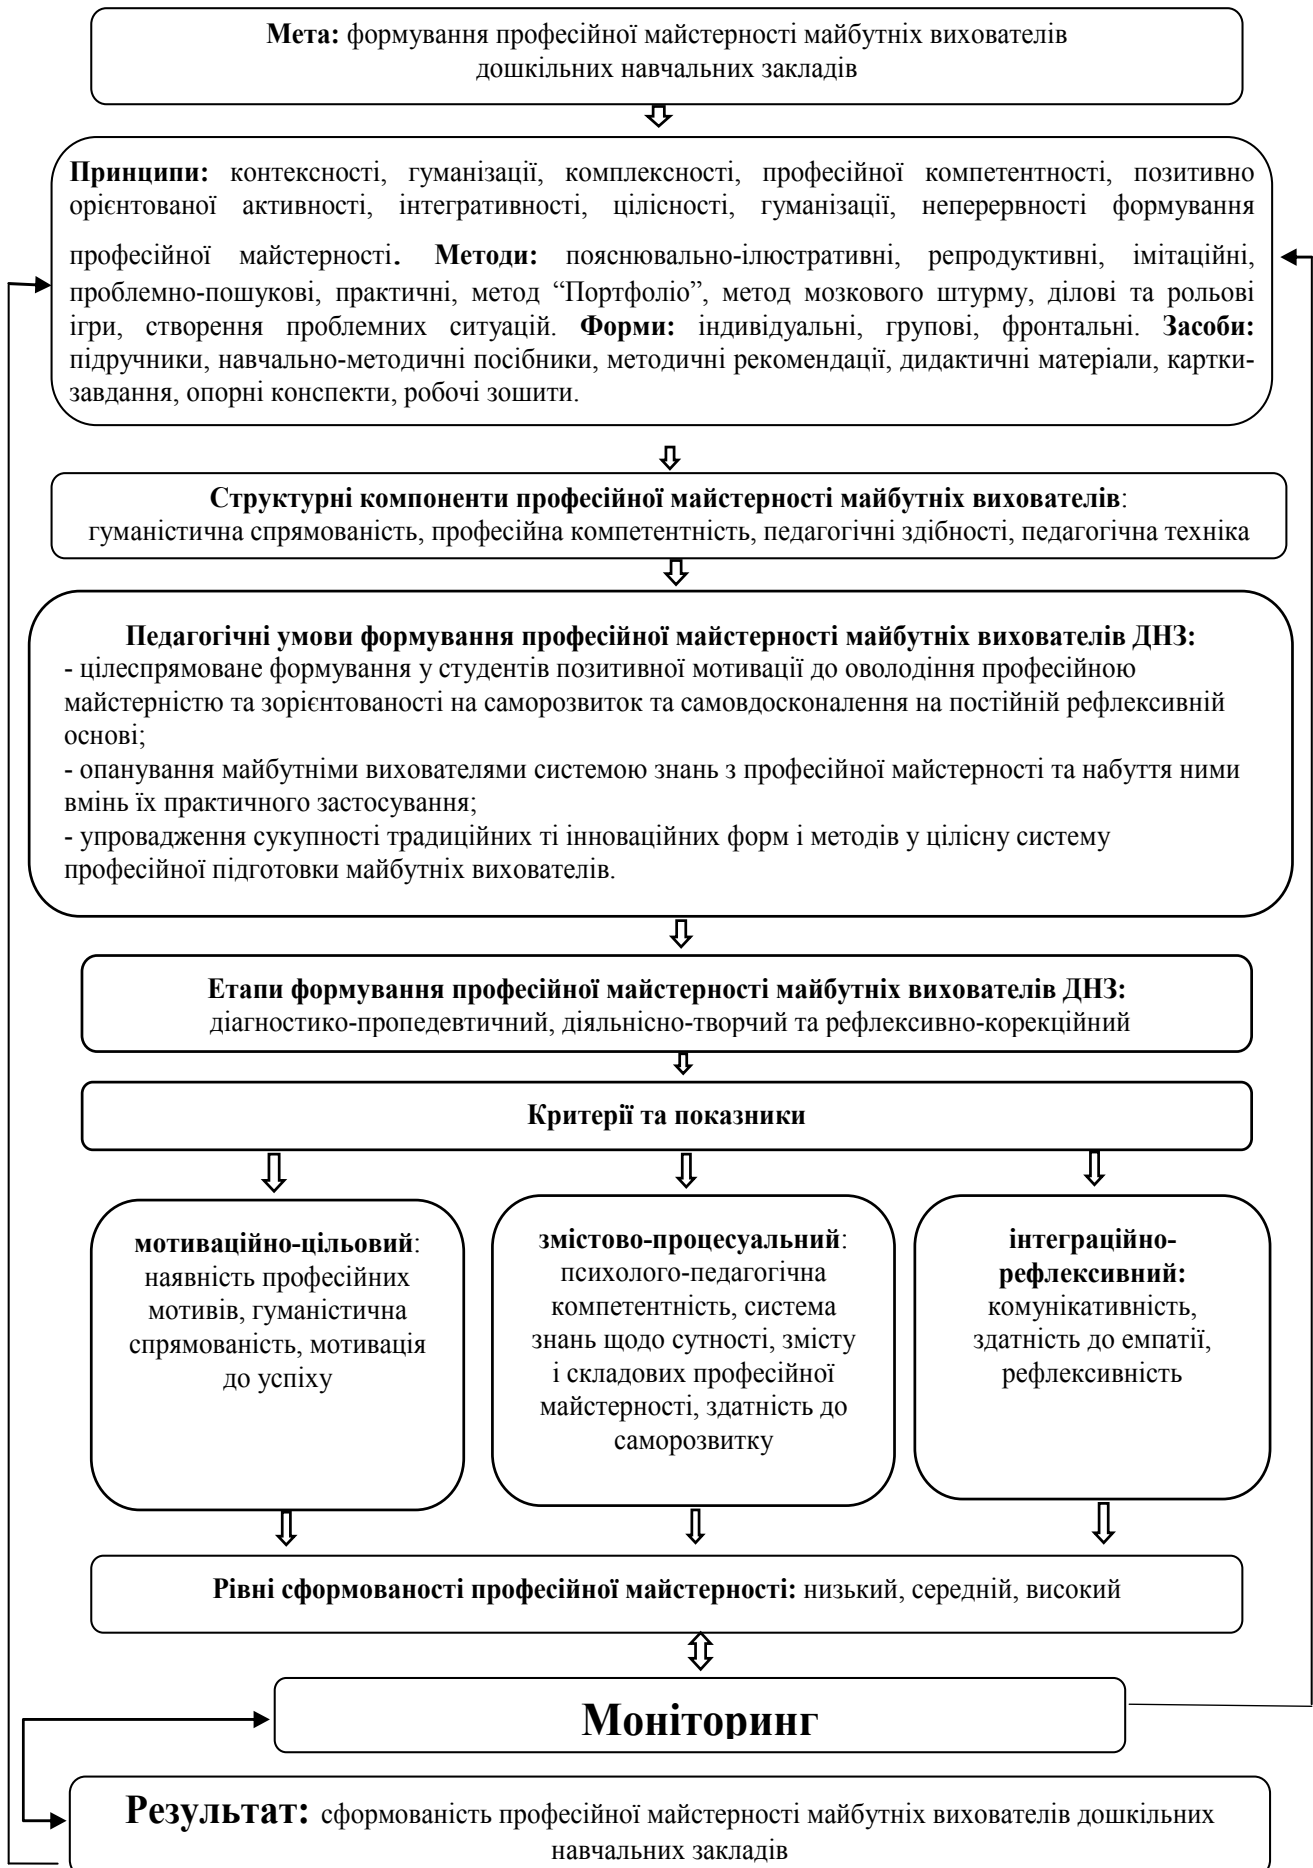 Мета: формування професійної майстерності майбутніх вихователів
дошкільних навчальних закладів
Принципи: контексності, гуманізації, комплексності, професійної компетентності, позитивно
орієнтованої активності, інтегративності, цілісності, гуманізації, неперервності формування
професійної майстерності. Методи: пояснювально-ілюстративні, репродуктивні, імітаційні,
проблемно-пошукові, практичні, метод “Портфоліо”, метод мозкового штурму, ділові та рольові
ігри, створення проблемних ситуацій. Форми: індивідуальні, групові, фронтальні. Засоби:
підручники, навчально-методичні посібники, методичні рекомендації, дидактичні матеріали, картки-
завдання, опорні конспекти, робочі зошити.
Структурні компоненти професійної майстерності майбутніх вихователів:
гуманістична спрямованість, професійна компетентність, педагогічні здібності, педагогічна техніка
Педагогічні умови формування професійної майстерності майбутніх вихователів ДНЗ:
- цілеспрямоване формування у студентів позитивної мотивації до оволодіння професійною
майстерністю та зорієнтованості на саморозвиток та самовдосконалення на постійній рефлексивній
основі;
- опанування майбутніми вихователями системою знань з професійної майстерності та набуття ними
вмінь їх практичного застосування;
- упровадження сукупності традиційних ті інноваційних форм і методів у цілісну систему
професійної підготовки майбутніх вихователів.
Етапи формування професійної майстерності майбутніх вихователів ДНЗ:
діагностико-пропедевтичний, діяльнісно-творчий та рефлексивно-корекційний
Критерії та показники
мотиваційно-цільовий:
наявність професійних
мотивів, гуманістична
спрямованість, мотивація
до успіху
змістово-процесуальний:
психолого-педагогічна
компетентність, система
знань щодо сутності, змісту
і складових професійної
майстерності, здатність до
саморозвитку
інтеграційно-
рефлексивний:
комунікативність,
здатність до емпатії,
рефлексивність
Рівні сформованості професійної майстерності: низький, середній, високий
Моніторинг
Результат: сформованість професійної майстерності майбутніх вихователів дошкільних
навчальних закладів